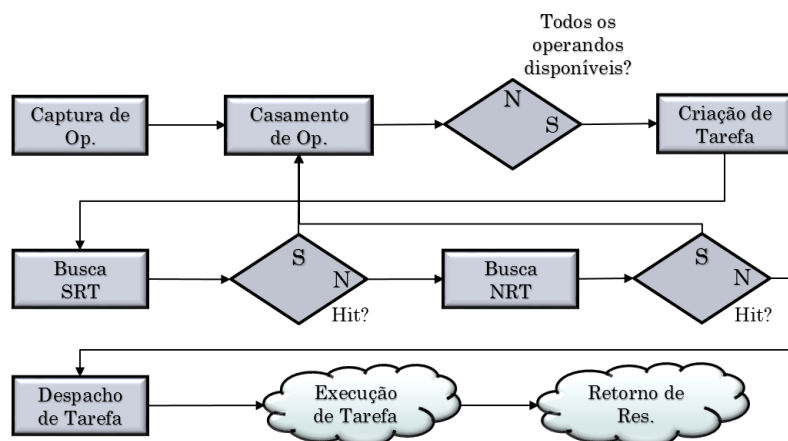 Todos os
operandos
disponíveis?
Captura de
Op.
Casamento
de Op.
N
S
Criação de
Tarefa
Busca
SRT
S
N
Hit?
Busca
NRT
S
N
Hit?
Despacho
de Tarefa
Execução
de Tarefa
Retorno de
Res.